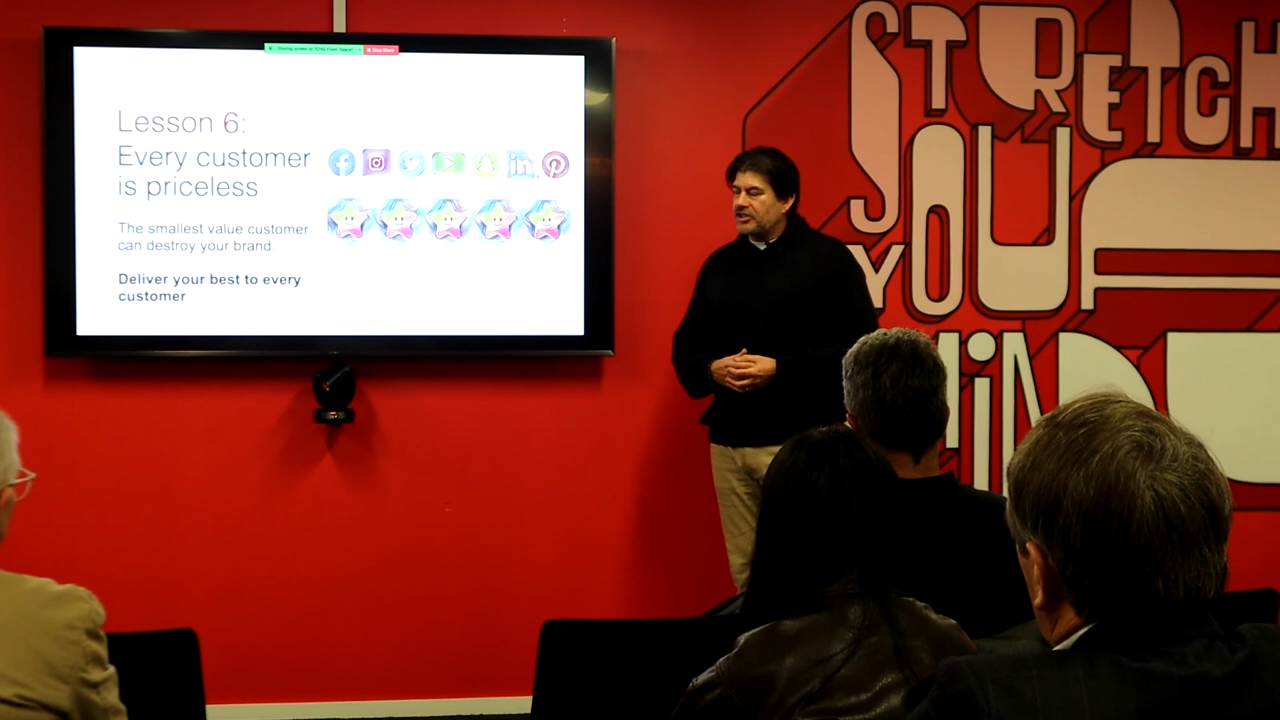 Lesson 6:
Every customer
is priceless
The smallest value customer
can destroy your brand.
Deliver your best to every
customer
STRETCH
YOU
MIND